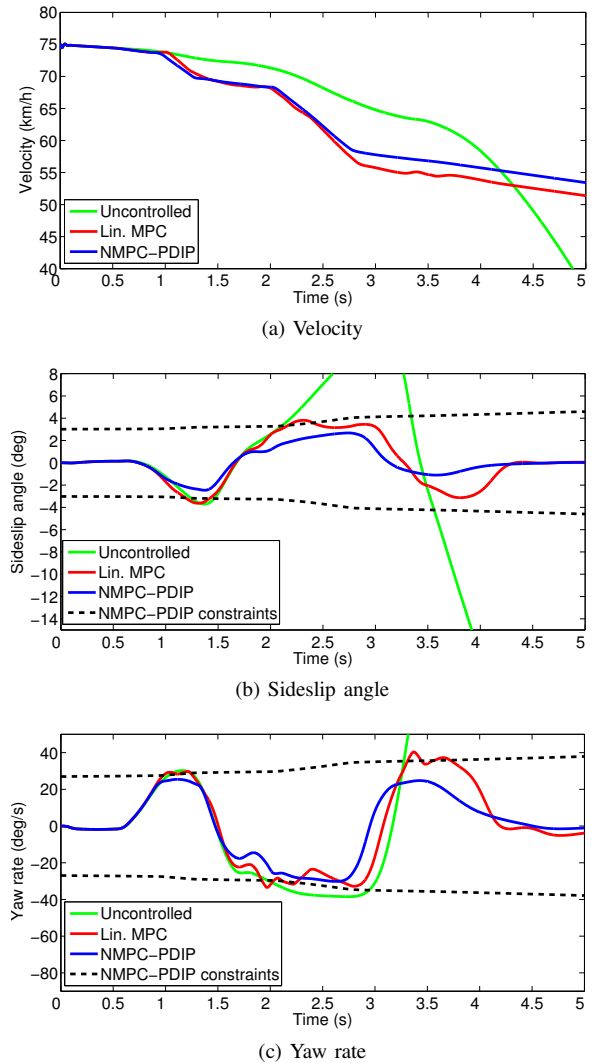 80
75
70
65
60
55
50
45
40
Velocity (km/h)
Uncontrolled
Lin. MPC
NMPC−PDIP
0 0.5 1 1.5 2 2.5 3 3.5 4 4.5 5
Time (s)
(a) Velocity
8
6
4
2
0
−2
−4
−6
−8
−10
−12
−14
Sideslip angle (deg)
Uncontrolled
Lin. MPC
NMPC−PDIP
NMPC−PDIP constraints
0 0.5 1 1.5 2 2.5 3 3.5 4 4.5 5
Time (s)
(b) Sideslip angle
40
20
0
−20
−40
−60
−80
Yaw rate (deg/s)
Uncontrolled
Lin. MPC
NMPC−PDIP
NMPC−PDIP constraints
0 0.5 1 1.5 2 2.5 3 3.5 4 4.5 5
Time (s)
(c) Yaw rate